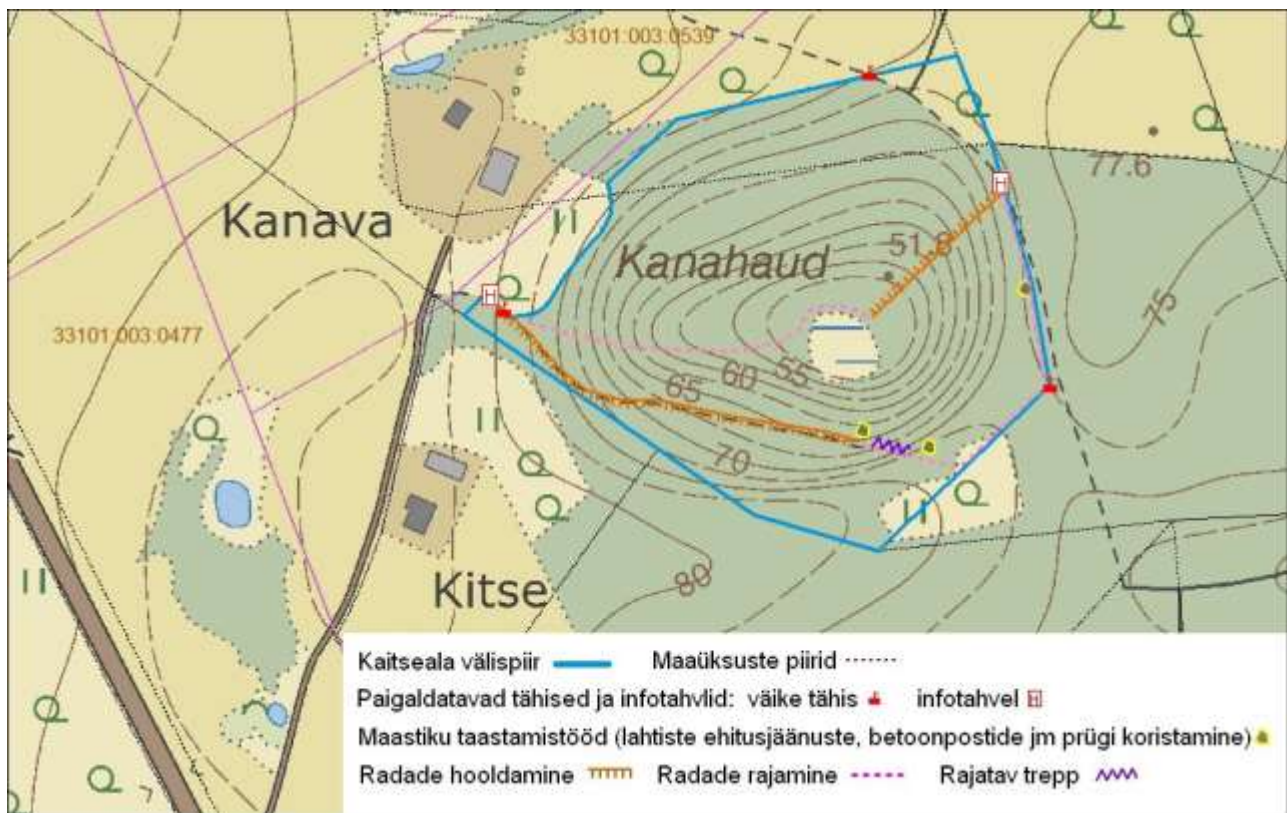 33101:003:0539
77.6
Kanava
Kanahaud
51.8
H
H
75
33101:003:0477
65
60
55
70
Kitse
80
Kaitseala välispiir
Maaüksuste piirid
Paigaldatavad tähised ja infotahvlid: väike tähis infotahvel H
Maastiku taastamistööd (lahtiste ehitusjäänuste, betoonpostide jm prügi koristamine)
Radade hooldamine Radade rajamine Rajatav trepp